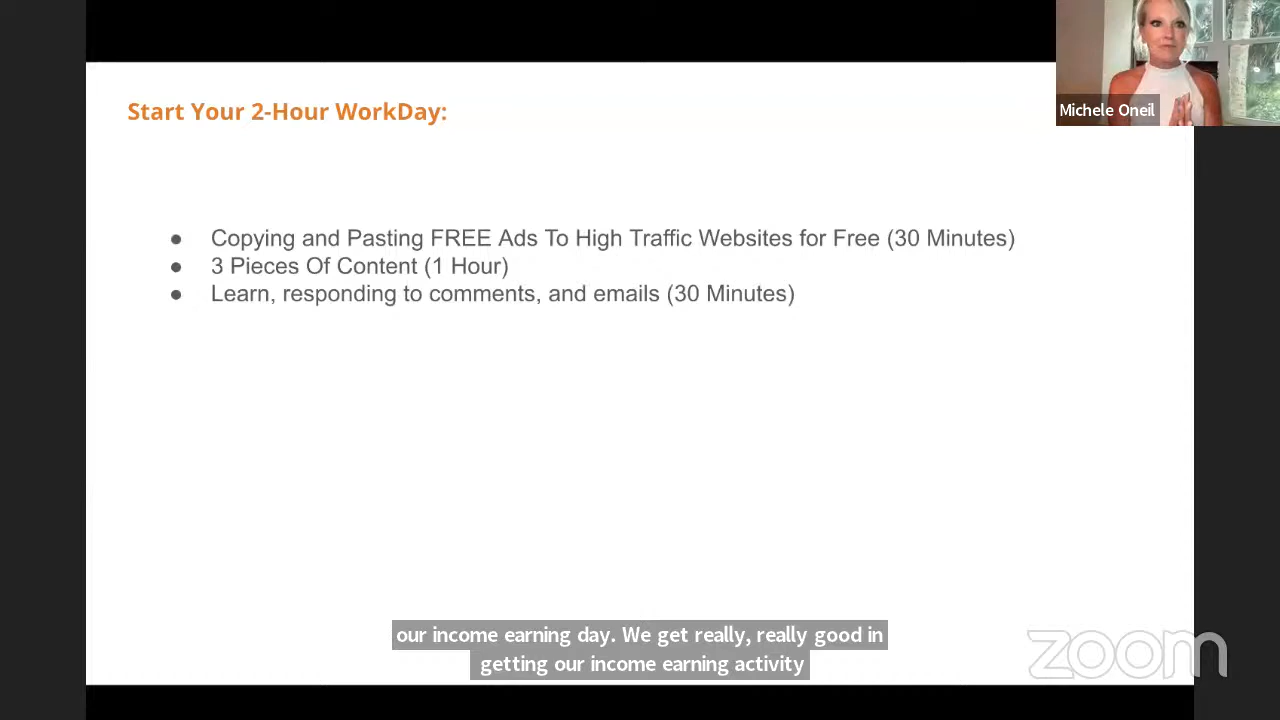 Michele Oneil
Start Your 2-Hour WorkDay:
● Copying and Pasting FREE Ads To High Traffic Websites for Free (30 Minutes)
● 3 Pieces Of Content (1 Hour)
● Learn, responding to comments, and emails (30 Minutes)
our income earning day. We get really, really good in
getting our income earning activity
zoom